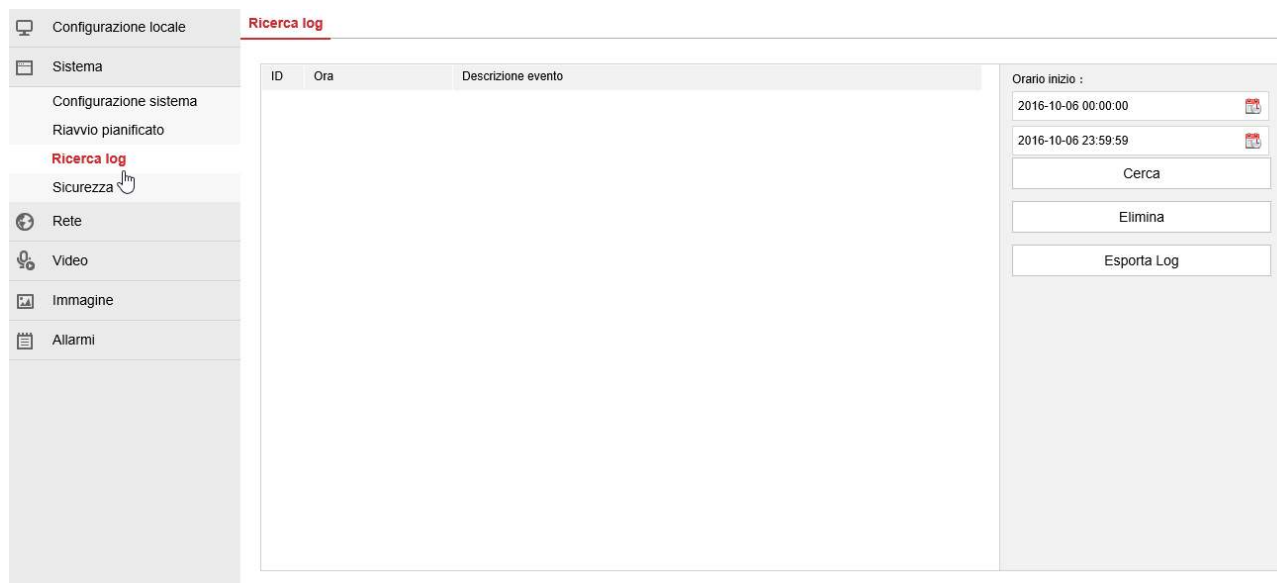 Configurazione locale
Sistema
Configurazione sistema
Riavvio pianificato
Ricerca log
Sicurezza
Rete
Video
Immagine
Allarmi
Ricerca log
ID Ora Descrizione evento
Orario inizio :
2016-10-06 00:00:00
2016-10-06 23:59:59
Cerca
Elimina
Esporta Log